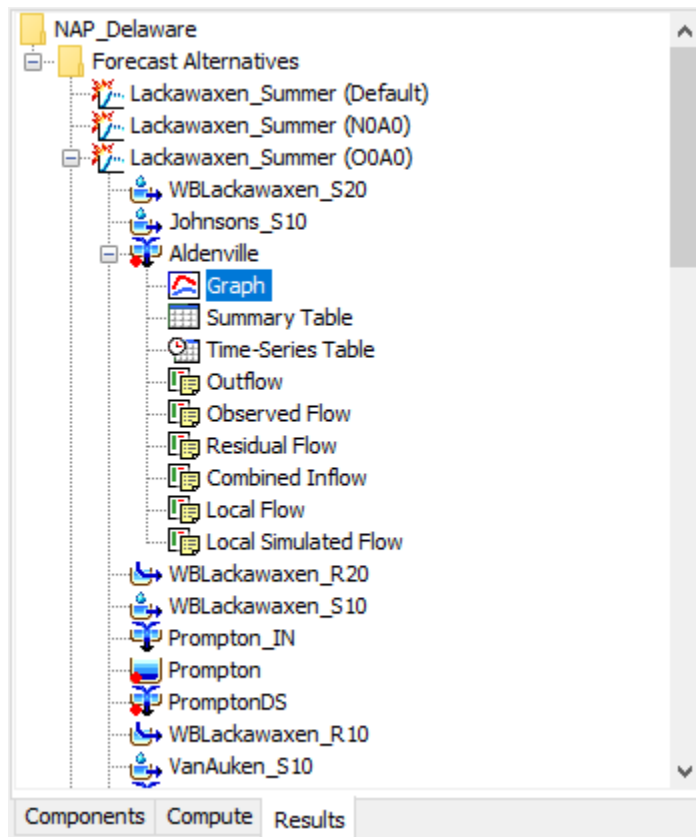 NAP_Delaware
Forecast Alternatives
Lackawaxen_Summer (Default)
Lackawaxen_Summer (N0A0)
Lackawaxen_Summer (O0A0)
WBLackawaxen_S20
Johnsons_S10
Aldenville
Graph
Summary Table
Time-Series Table
Outflow
Observed Flow
Residual Flow
Combined Inflow
Local Flow
Local Simulated Flow
WBLackawaxen_R20
WBLackawaxen_S10
Prompton_IN
Prompton
PromptonDS
WBLackawaxen_R10
VanAuken_S10
Components Compute Results